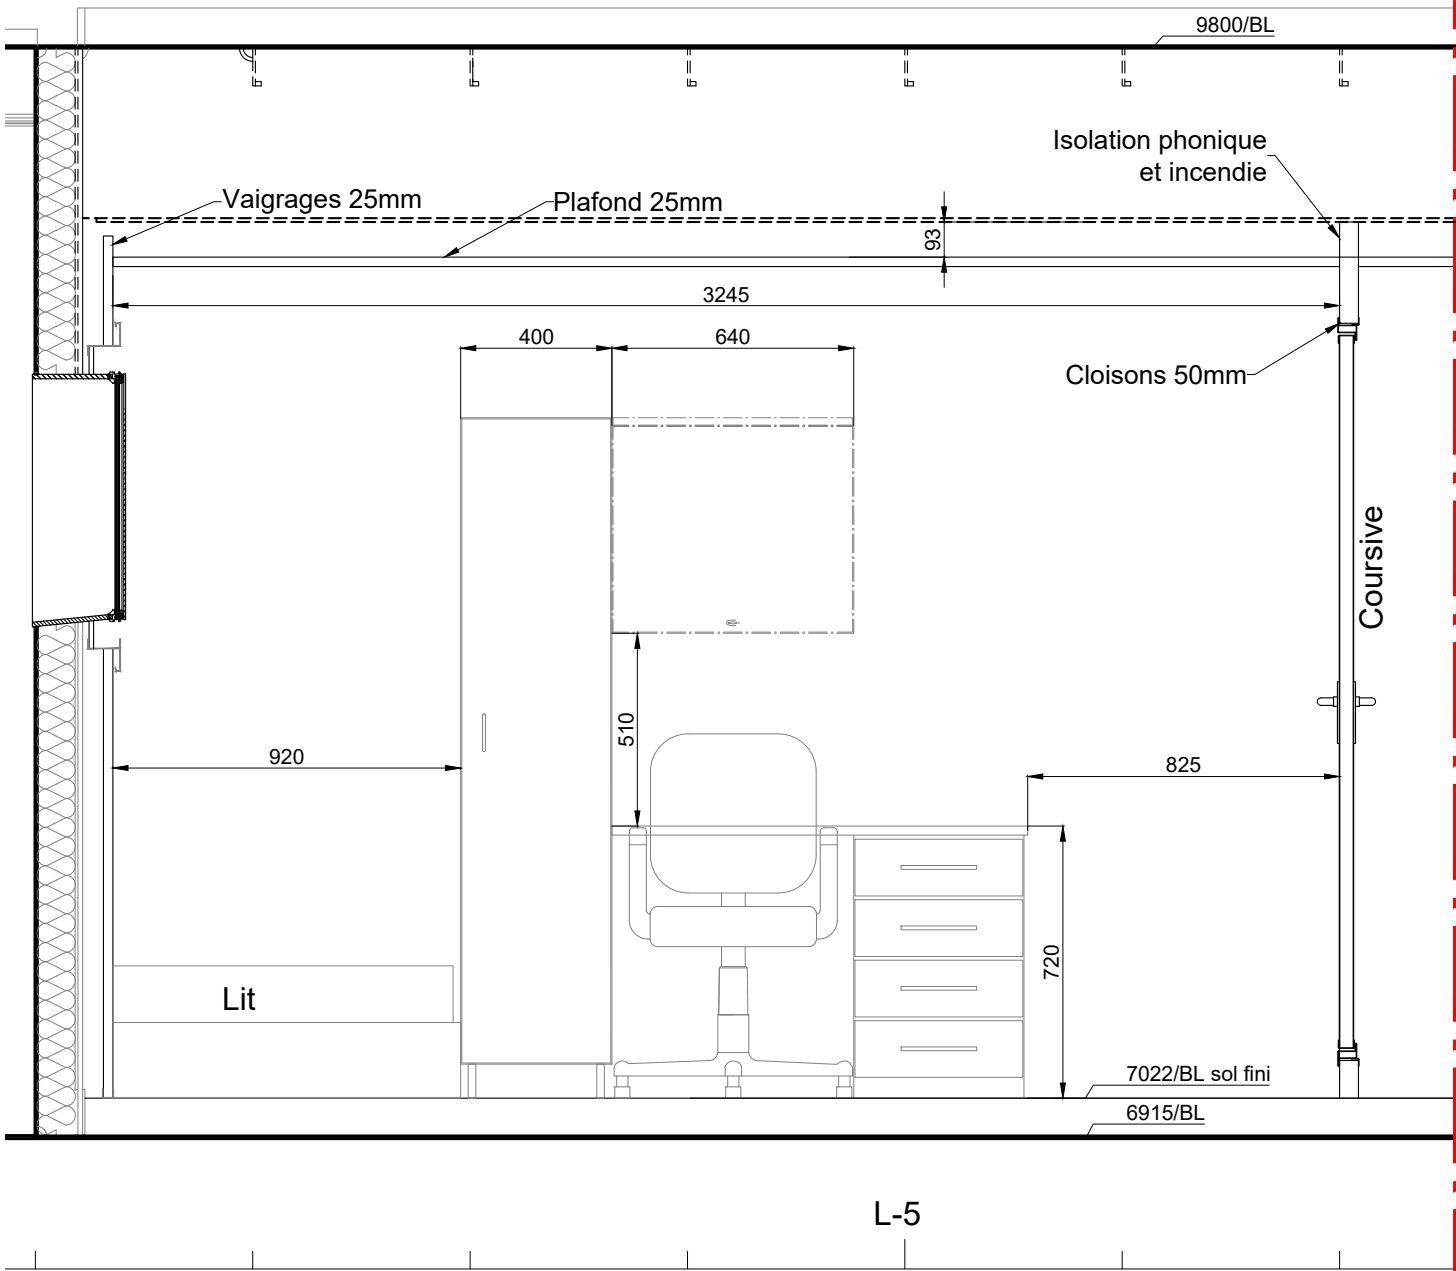 9800/BL
Isolation phonique
et incendie
Vaigrages 25mm
Plafond 25mm
93
3245
400
640
Cloisons 50mm
Coursive
510
920
825
720
Lit
7022/BL sol fini
6915/BL
L-5